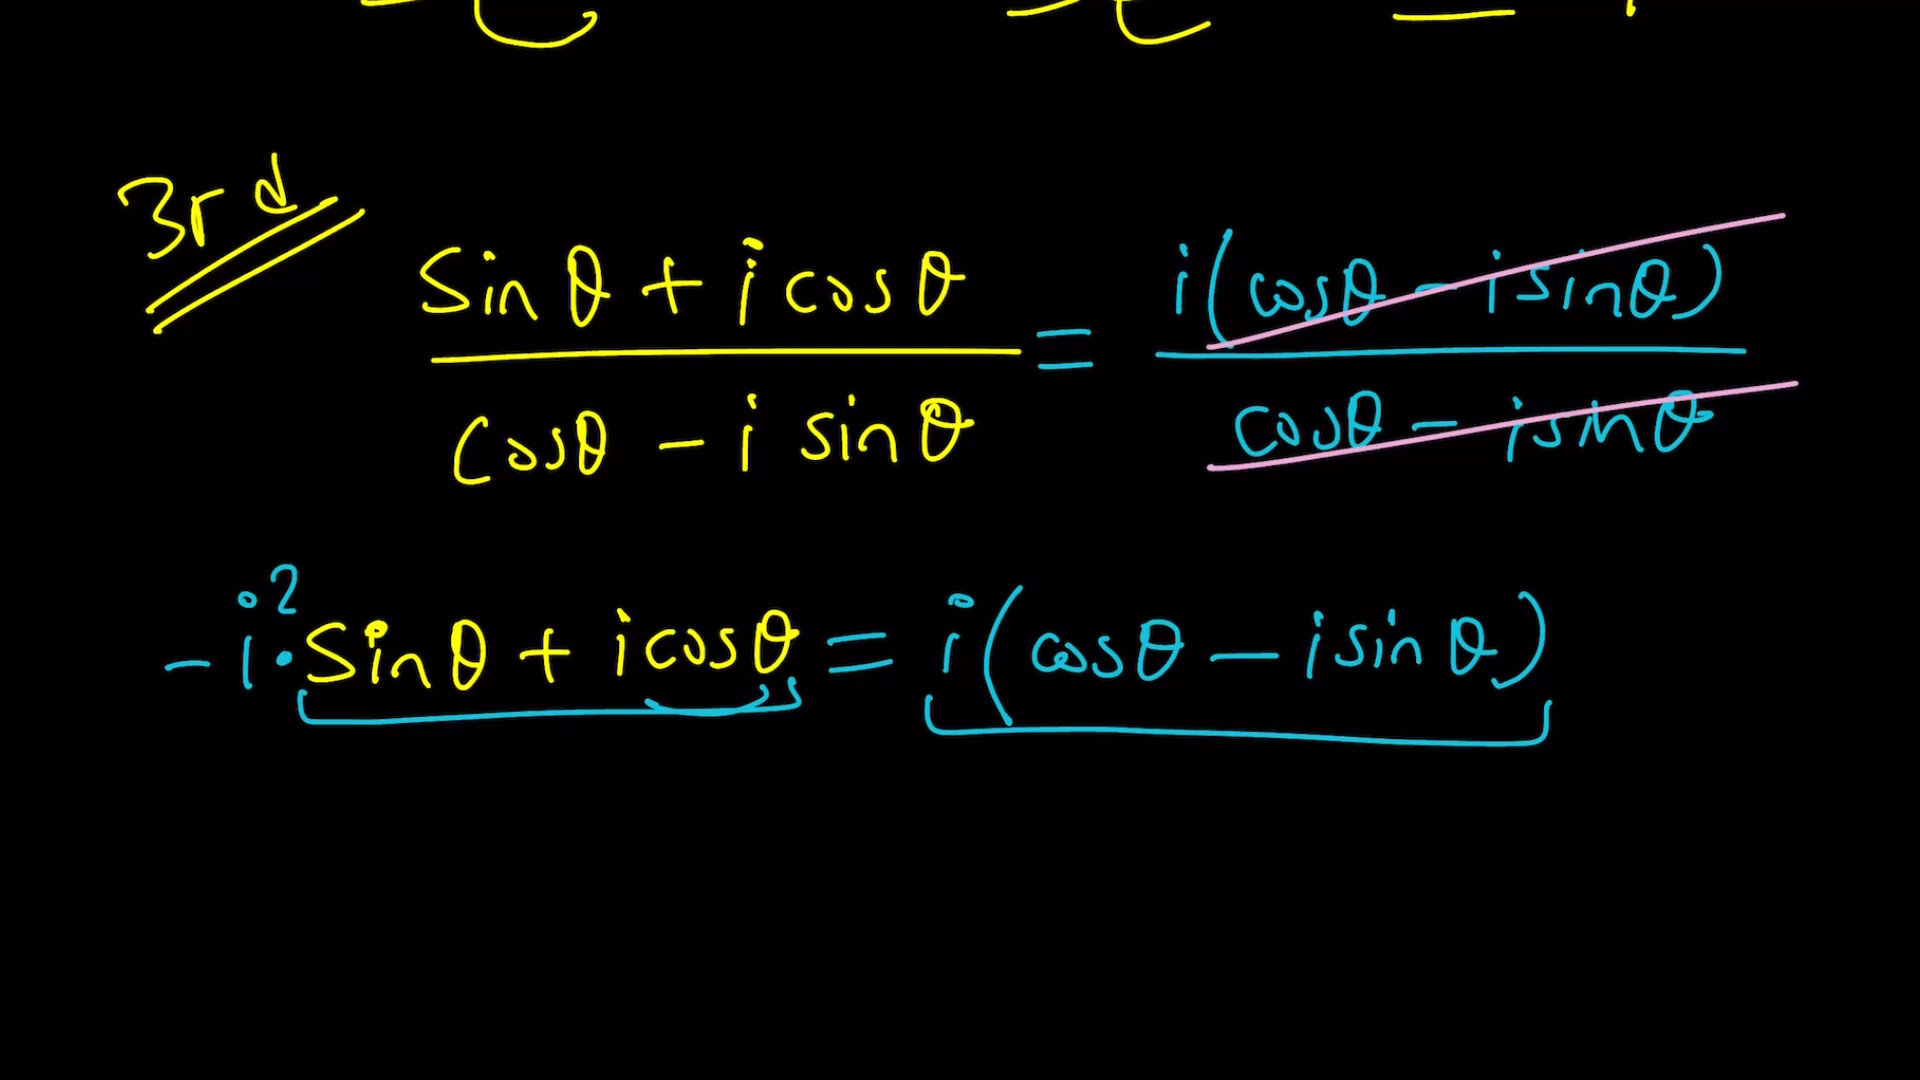 3rd
sinθ + i cosθ / cosθ - i sinθ = i(cosθ - i sinθ) / cosθ - i sinθ
-i²·sinθ + i cosθ = i(cosθ - i sinθ)